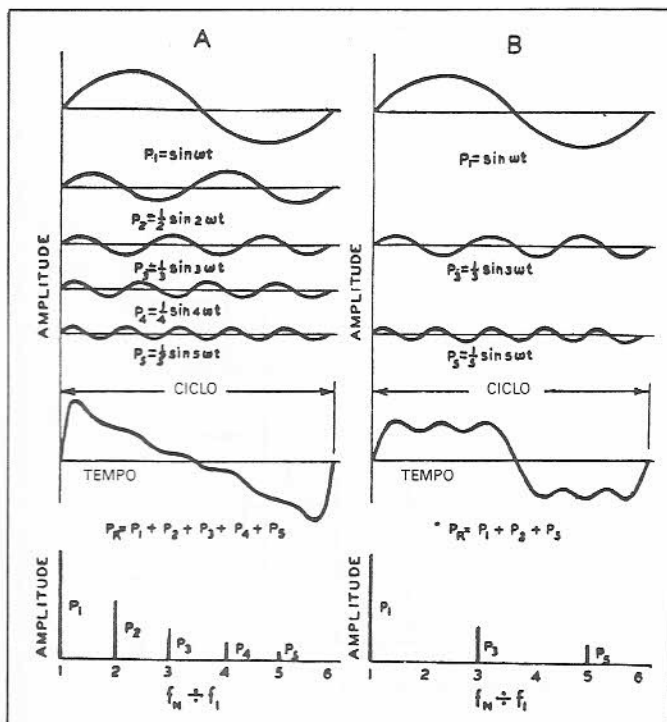 A
P₁=sinωt
P₂=½sin2ωt
P₃=⅓sin3ωt
P₄=¼sin4ωt
P₅=⅕sin5ωt
AMPLITUDE
CICLO
TEMPO
P_R=P₁+P₂+P₃+P₄+P₅
AMPLITUDE
P₁
P₂
P₃
P₄
P₅
1 2 3 4 5 6
f_N÷f₁
B
P₁=sinωt
P₃=⅓sin3ωt
P₅=⅕sin5ωt
AMPLITUDE
CICLO
TEMPO
P_R=P₁+P₂+P₅
AMPLITUDE
P₁
P₃
P₅
1 2 3 4 5 6
f_N÷f₁